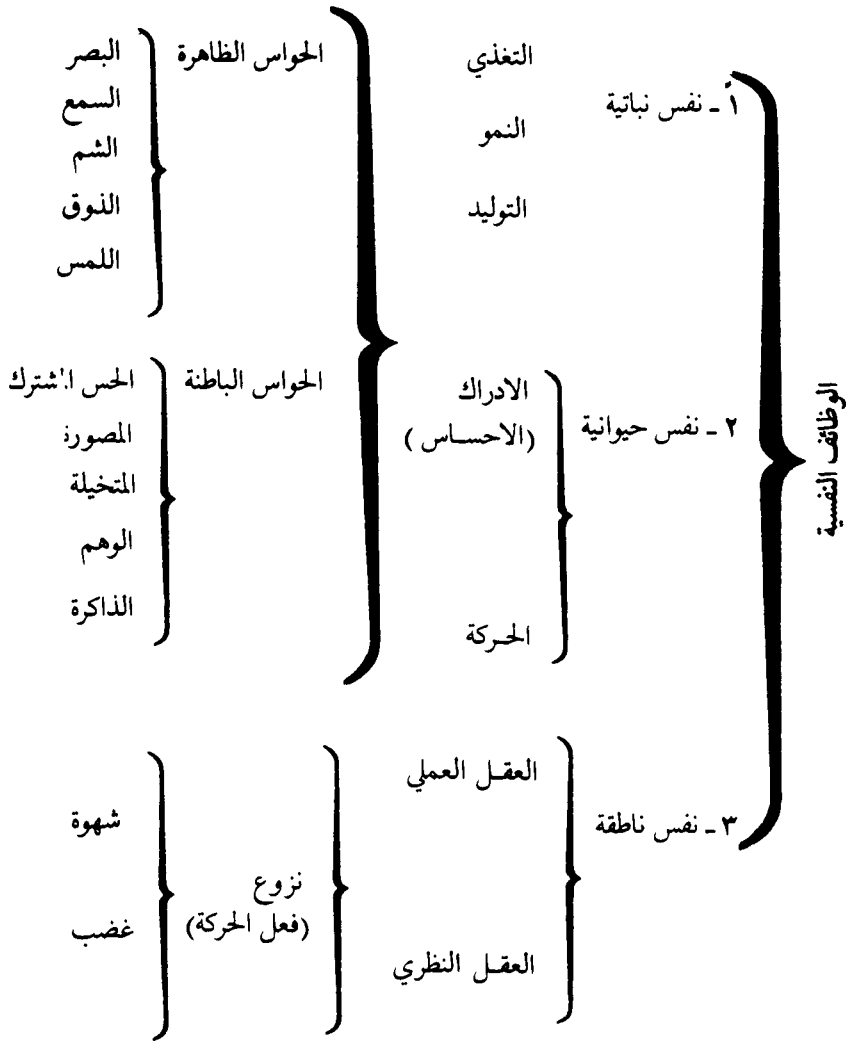 الوظائف النفسية
١ً ـ نفس نباتية
التغذي
النمو
التوليد
٢ ـ نفس حيوانية
الادراك
(الاحساس)
الحركة
الحواس الظاهرة
البصر
السمع
الشم
الذوق
اللمس
الحواس الباطنة
الحس المشترك
المصورة
المتخيلة
الوهم
الذاكرة
٣ ـ نفس ناطقة
العقل العملي
العقل النظري
نزوع
(فعل الحركة)
شهوة
غضب